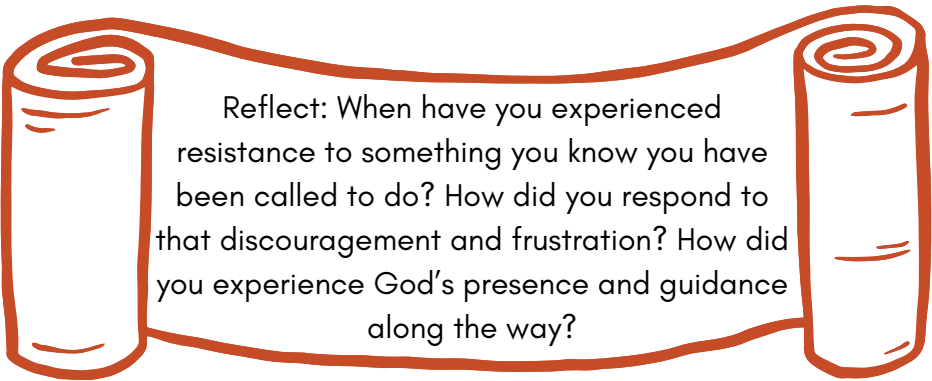 Reflect: When have you experienced
resistance to something you know you have
been called to do? How did you respond to
that discouragement and frustration? How did
you experience God’s presence and guidance
along the way?